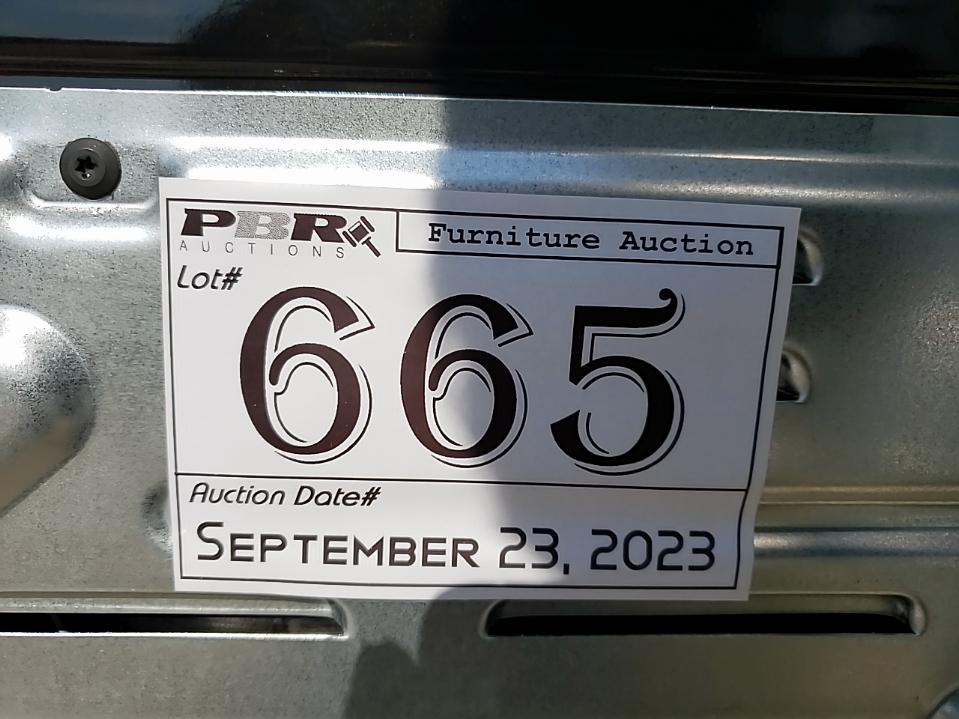 PBR
AUCTIONS
Furniture Auction
Lot#
665
Auction Date#
SEPTEMBER 23, 2023